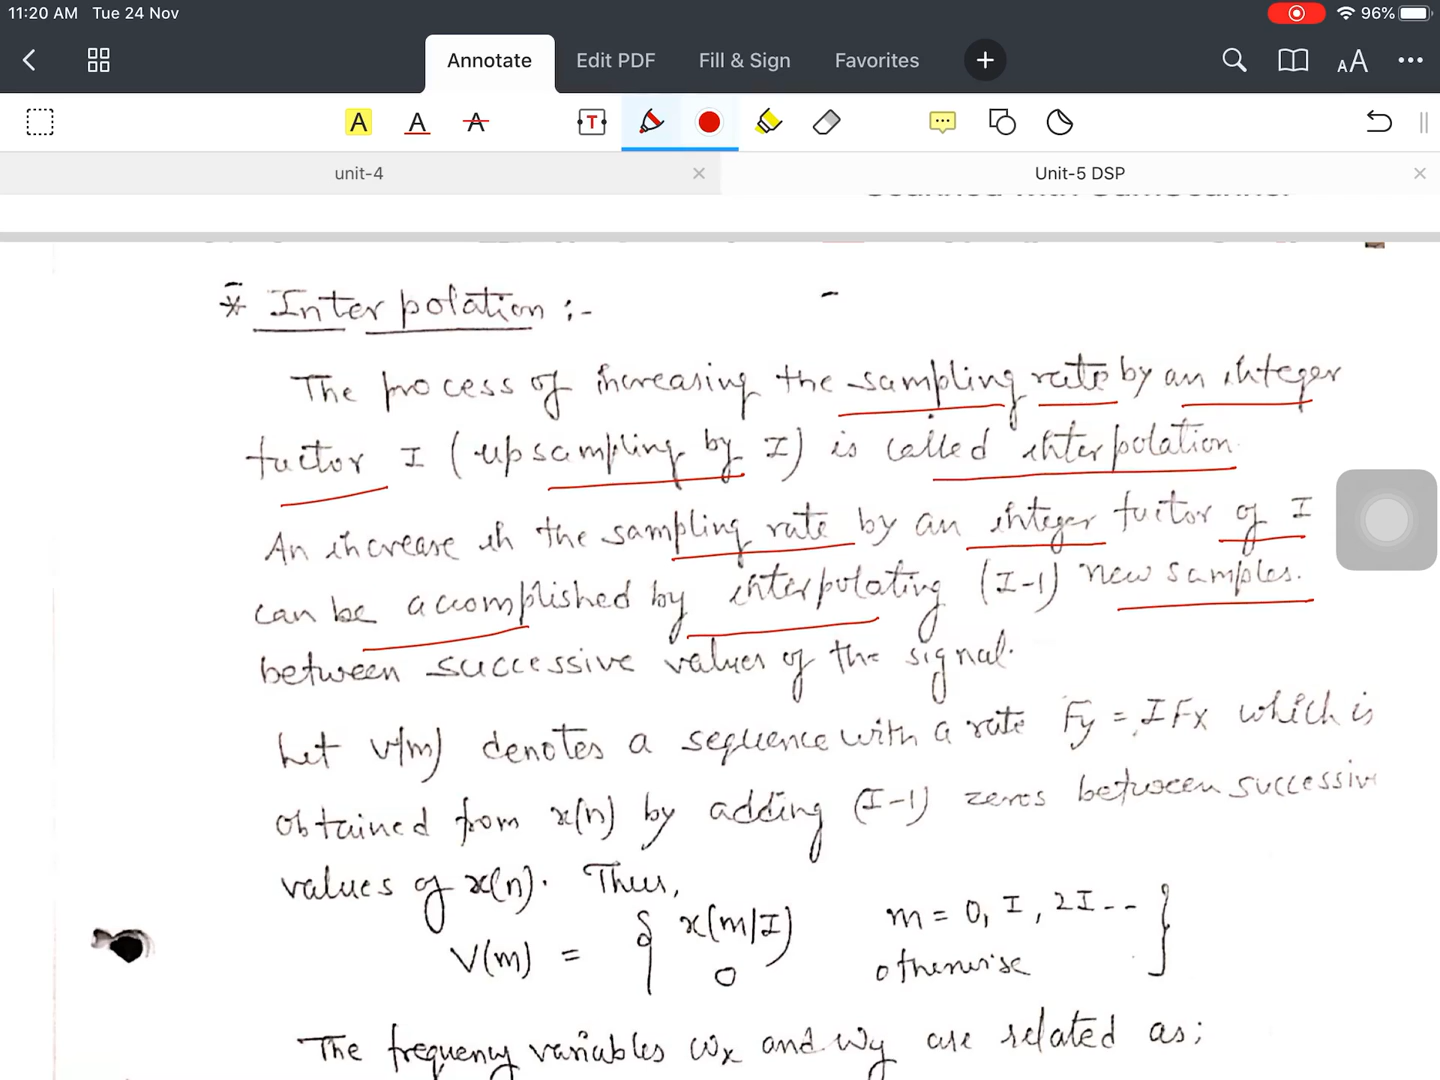 11:20 AM Tue 24 Nov 96%
Annotate Edit PDF Fill & Sign Favorites
unit-4 Unit-5 DSP
* Interpolation :-
The process of increasing the sampling rate by an integer
factor I (upsampling by I) is called interpolation.
An increase in the sampling rate by an integer factor of I
can be accomplished by interpolating (I-1) new samples.
between successive values of the signal.
Let V(m) denotes a sequence with a rate Fy = IFx which is
obtained from x(n) by adding (I-1) zeros between successive
values of x(n). Thus,
V(m) = { x(m/I) m = 0, I, 2I-- }
0 otherwise
The frequency variables ωx and ωy are related as;